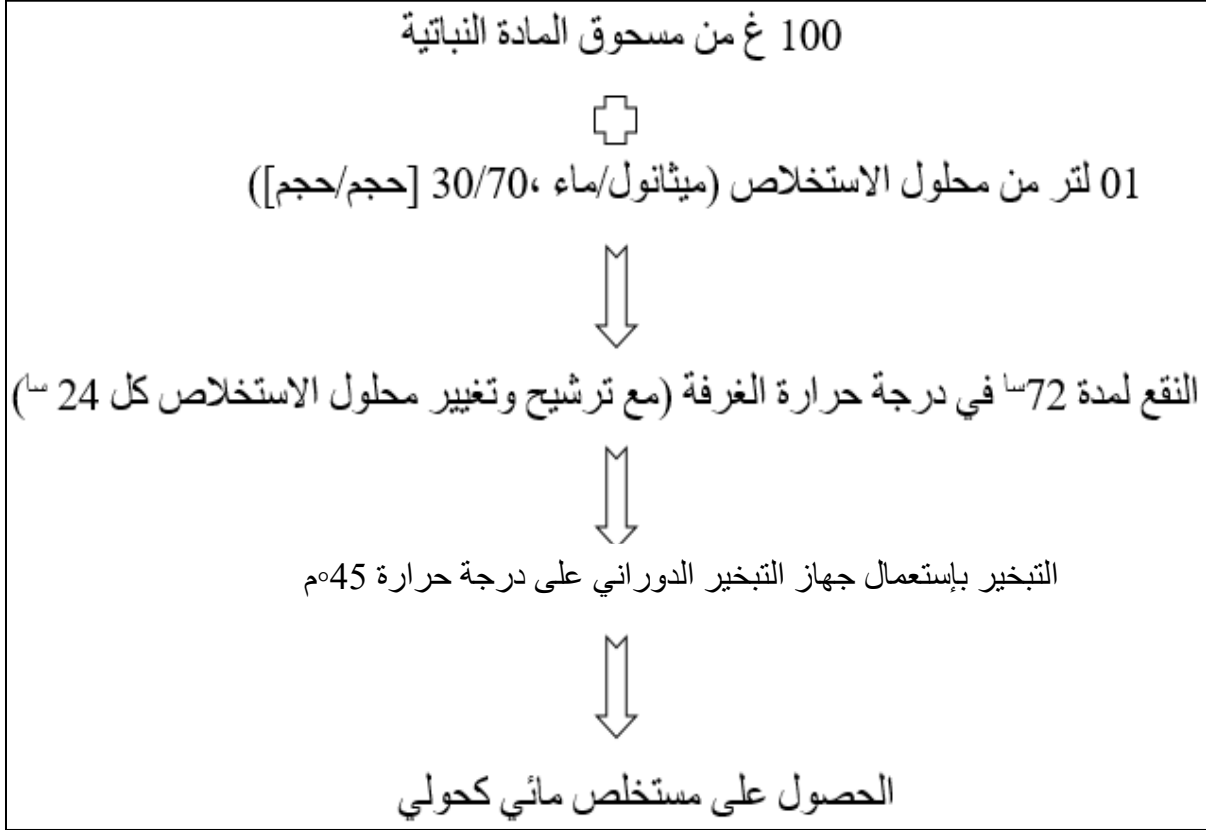 100 غ من مسحوق المادة النباتية
01 لتر من محلول الاستخلاص (ميثانول/ماء ،30/70 [حجم/حجم])
النقع لمدة 72سا في درجة حرارة الغرفة (مع ترشيح وتغيير محلول الاستخلاص كل 24 سا)
التبخير بإستعمال جهاز التبخير الدوراني على درجة حرارة 45°م
الحصول على مستخلص مائي كحولي